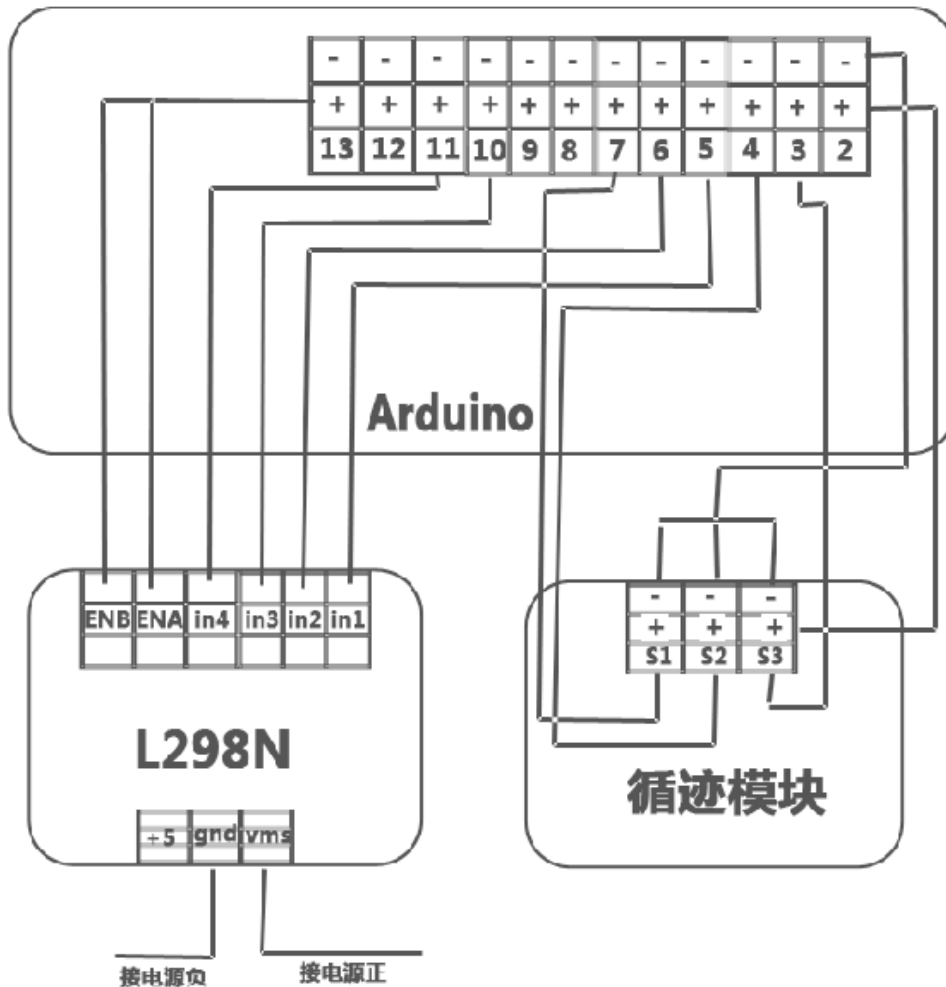 - - - - - - - - - - - -
+ + + + + + + + + + + +
13 12 11 10 9 8 7 6 5 4 3 2
Arduino
ENB ENA in4 in3 in2 in1
- - -
+ + +
S1 S2 S3
L298N
循迹模块
+5 gnd vms
接电源负
接电源正